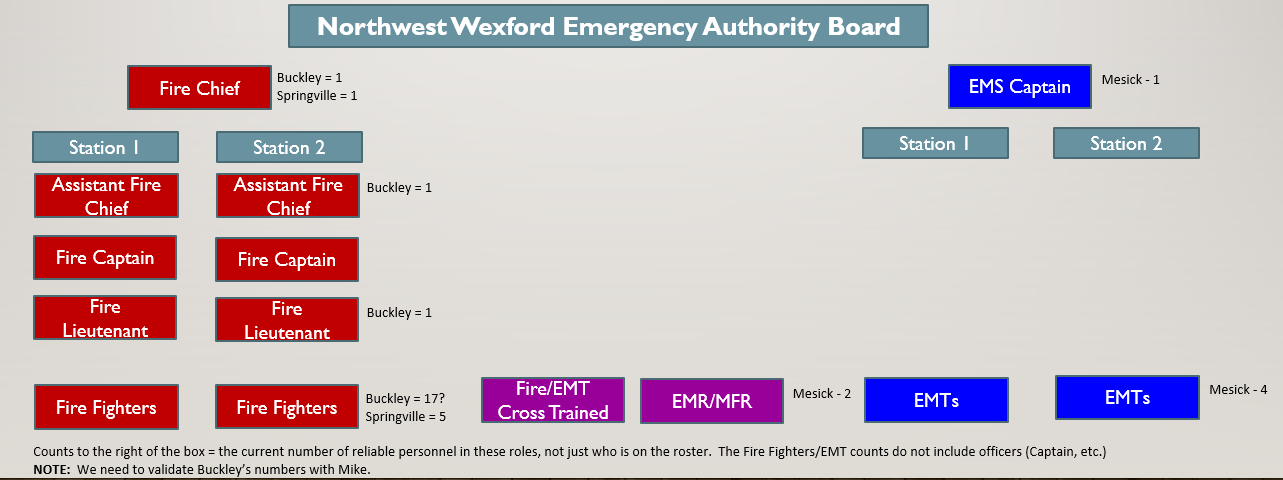 Northwest Wexford Emergency Authority Board
Fire Chief
Buckley = 1
Springville = 1
EMS Captain
Mesick - 1
Station 1
Station 2
Station 1
Station 2
Assistant Fire
Chief
Assistant Fire
Chief
Buckley = 1
Fire Captain
Fire Captain
Fire
Lieutenant
Fire
Lieutenant
Buckley = 1
Fire Fighters
Fire Fighters
Buckley = 17?
Springville = 5
Fire/EMT
Cross Trained
EMR/MFR
Mesick - 2
EMTs
EMTs
Mesick - 4
Counts to the right of the box = the current number of reliable personnel in these roles, not just who is on the roster.  The Fire Fighters/EMT counts do not include officers (Captain, etc.)
NOTE:  We need to validate Buckley's numbers with Mike.